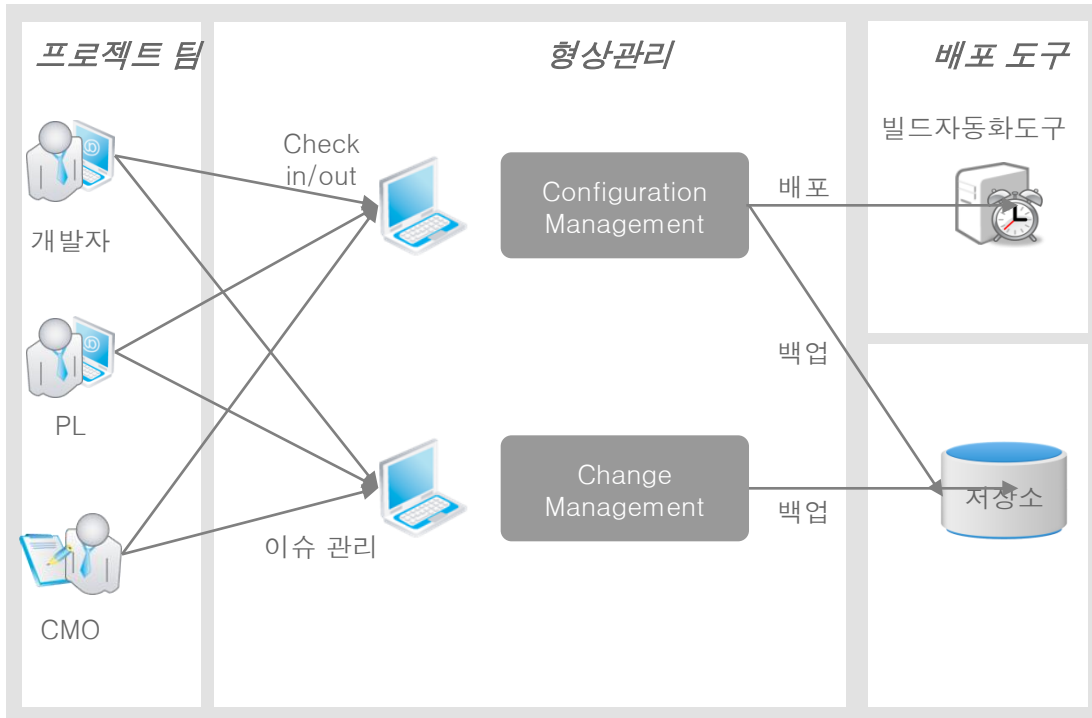 프로젝트 팀
형상관리
배포 도구
개발자
PL
CMO
Check
in/out
이슈 관리
Configuration
Management
Change
Management
배포
백업
백업
빌드자동화도구
저장소